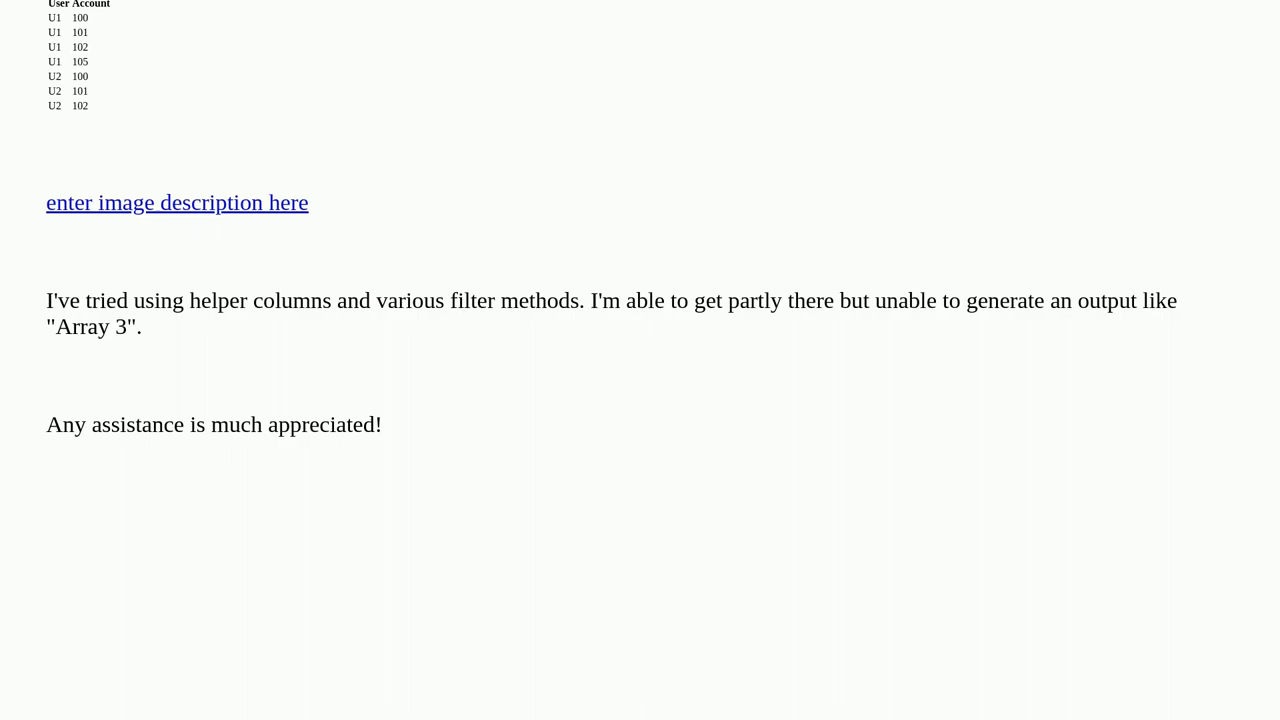 User Account
U1 100
U1 101
U1 102
U1 105
U2 100
U2 101
U2 102
enter image description here
I've tried using helper columns and various filter methods. I'm able to get partly there but unable to generate an output like
"Array 3".
Any assistance is much appreciated!